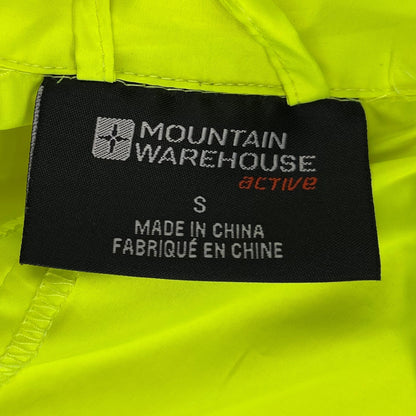 MOUNTAIN
WAREHOUSE
active
S
MADE IN CHINA
FABRIQUÉ EN CHINE